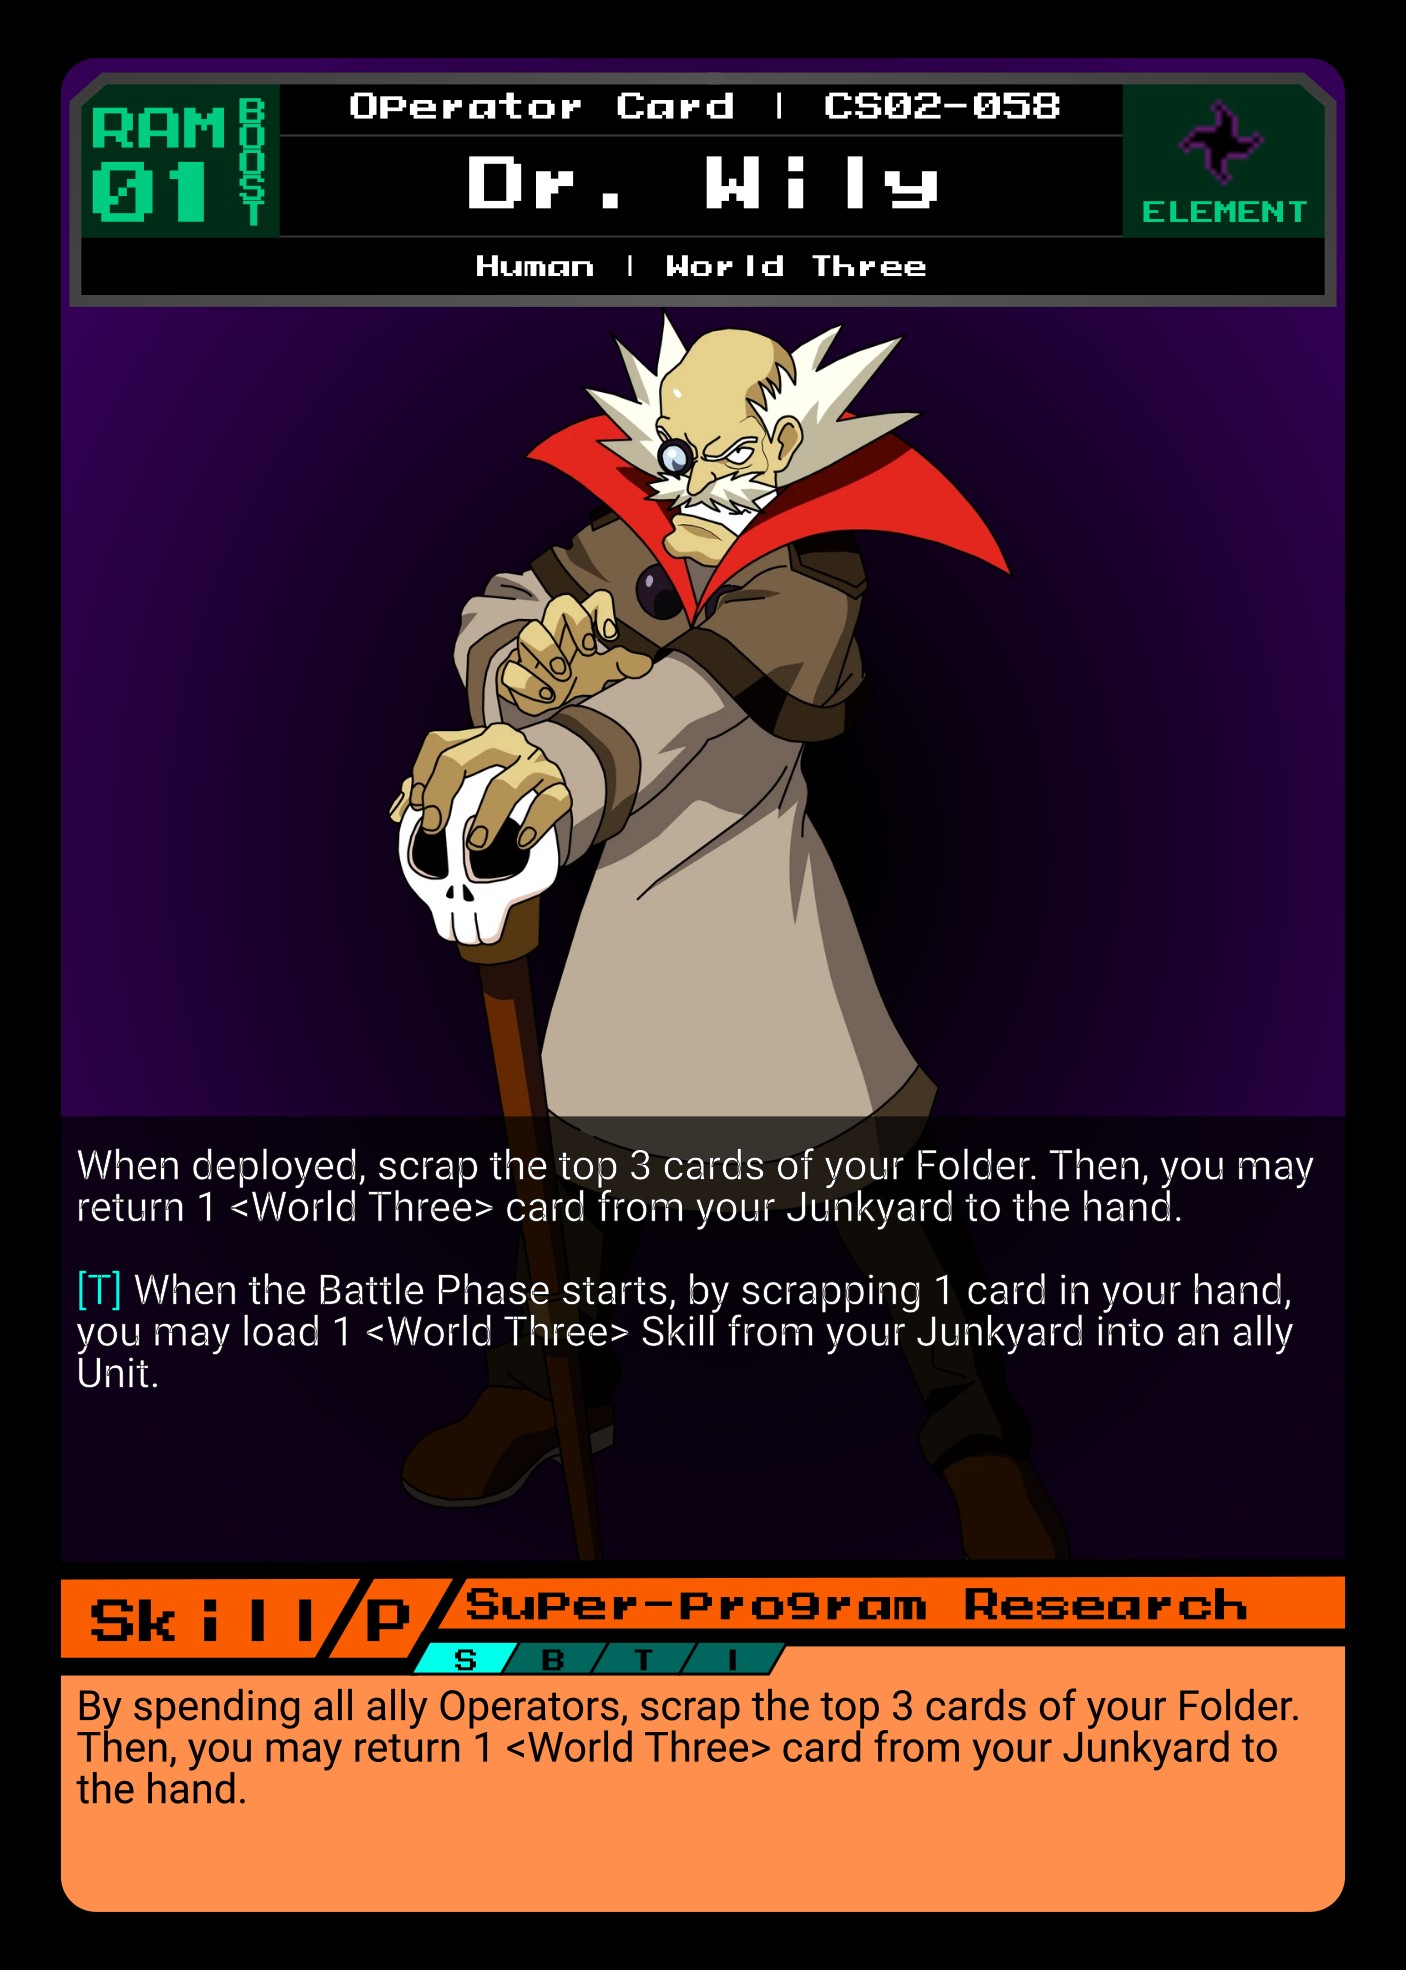 RAM
01
BOOST
Operator Card | CS02-058
Dr. Wily
Human | World Three
ELEMENT
When deployed, scrap the top 3 cards of your Folder. Then, you may
return 1 <World Three> card from your Junkyard to the hand.
[T] When the Battle Phase starts, by scrapping 1 card in your hand,
you may load 1 <World Three> Skill from your Junkyard into an ally
Unit.
Skill/P
Super-Program Research
S B T I
By spending all ally Operators, scrap the top 3 cards of your Folder.
Then, you may return 1 <World Three> card from your Junkyard to
the hand.